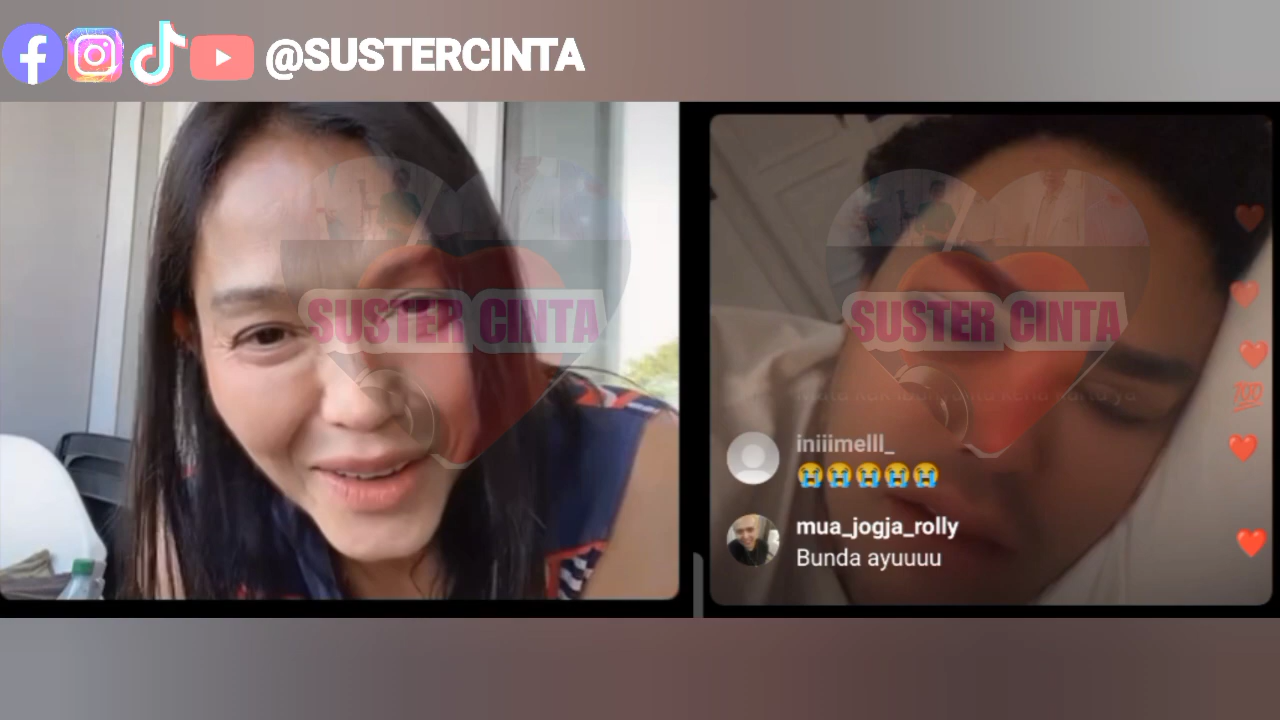 @SUSTERCINTA
SUSTER CINTA
SUSTER CINTA
iniiimelll_
😭😭😭😭😭
mua_jogja_rolly
Bunda ayuuuu
💯